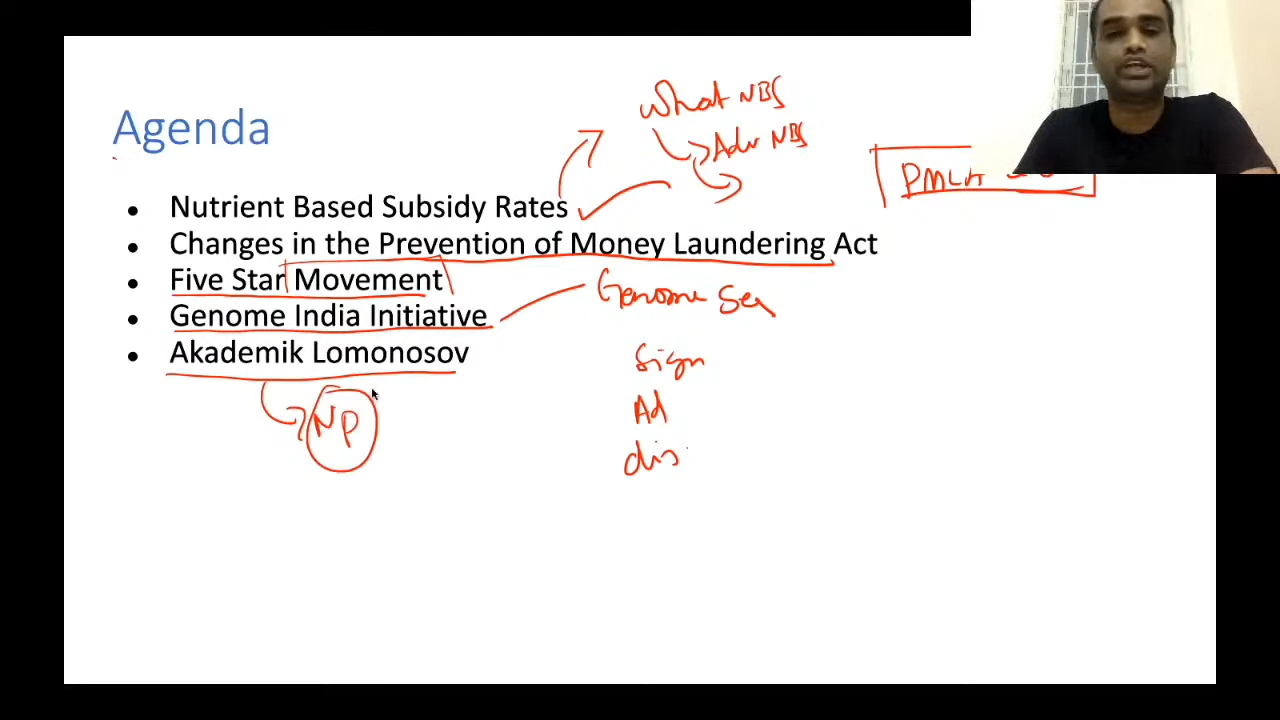 What NBS
Adv NBS
Agenda
PMLA
• Nutrient Based Subsidy Rates
• Changes in the Prevention of Money Laundering Act
• Five Star Movement
Genome Seq
• Genome India Initiative
• Akademik Lomonosov
Sign
Ad
NP
dis